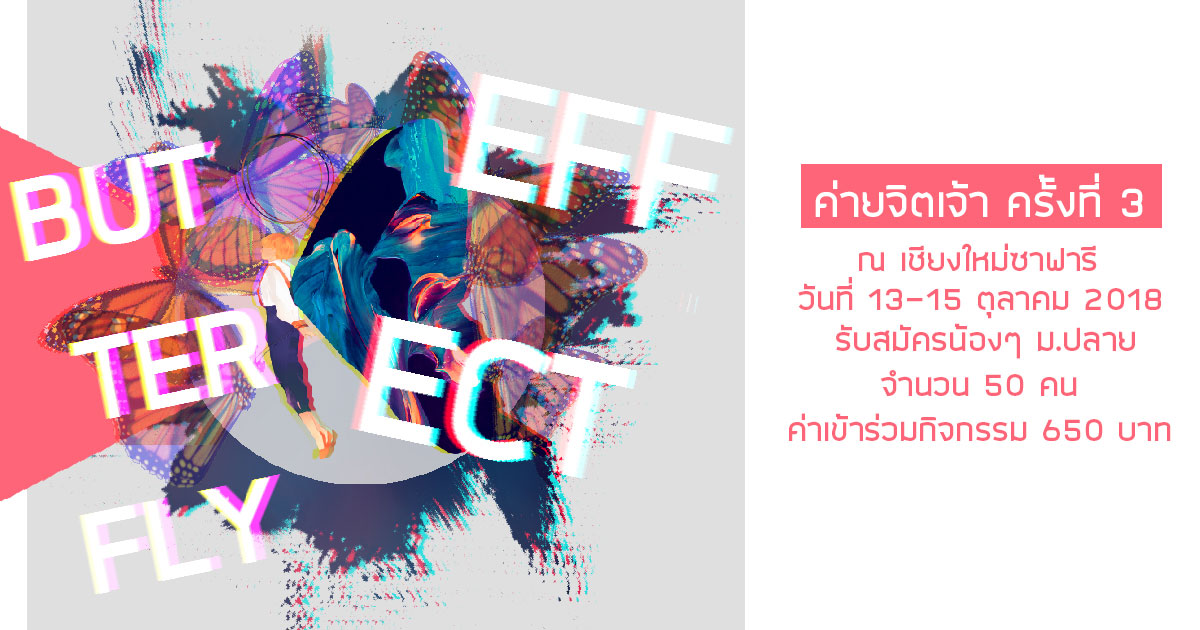 BUT
TER
FLY
EFF
ECT
ค่ายจิตเจ้า ครั้งที่ 3
ณ เชียงใหม่ซาฟารี
วันที่ 13-15 ตุลาคม 2018
รับสมัครน้องๆ ม.ปลาย
จำนวน 50 คน
ค่าเข้าร่วมกิจกรรม 650 บาท